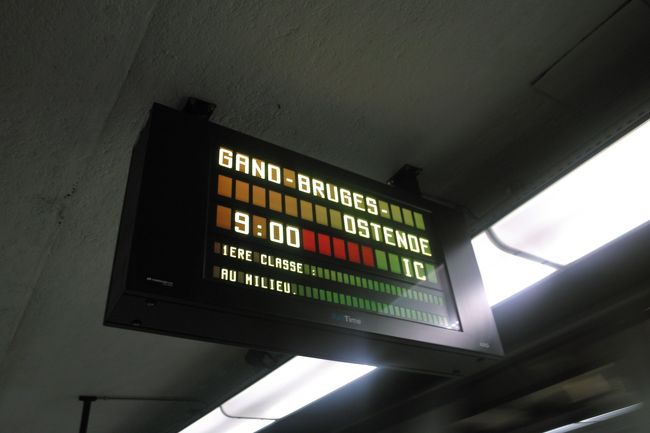 GAND-BRUGES-
OSTENDE
9:00 IC
1ERE CLASSE :
AU MILIEU.